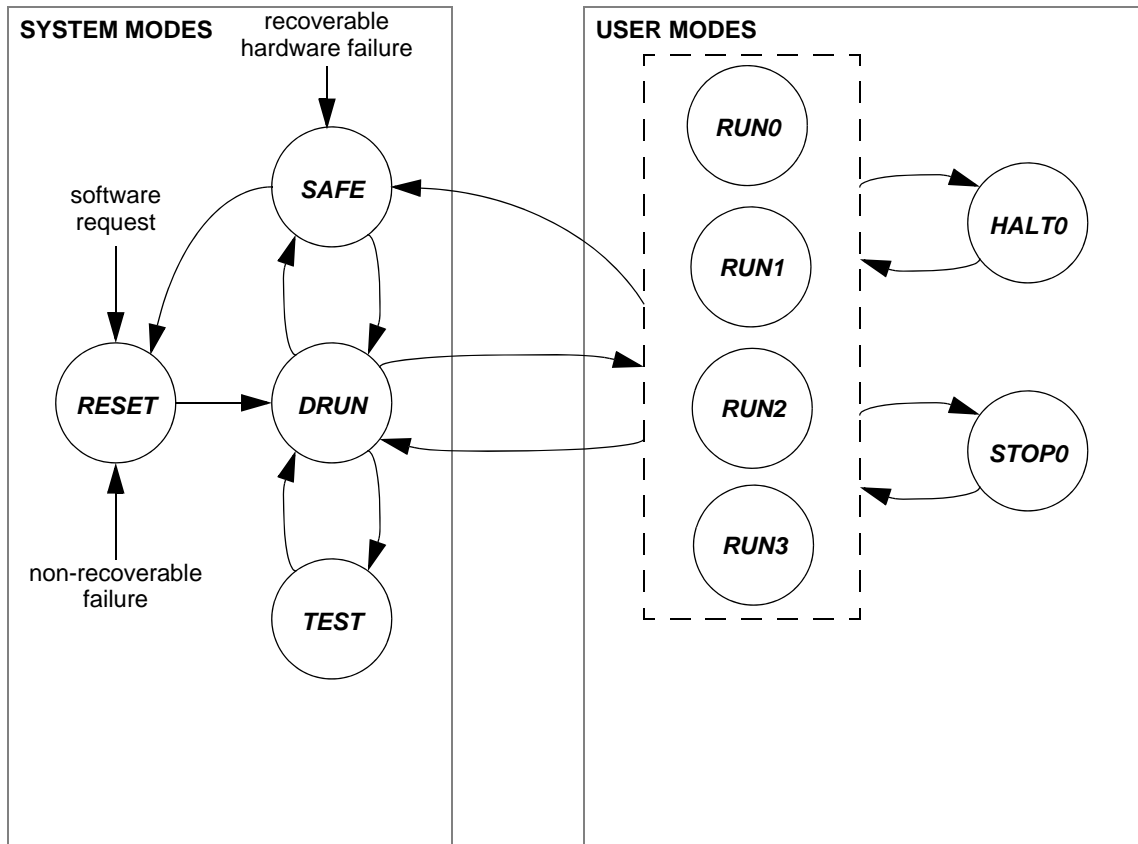 SYSTEM MODES
recoverable
hardware failure
SAFE
software
request
RESET
DRUN
non-recoverable
failure
TEST
USER MODES
RUN0
RUN1
RUN2
RUN3
HALT0
STOP0